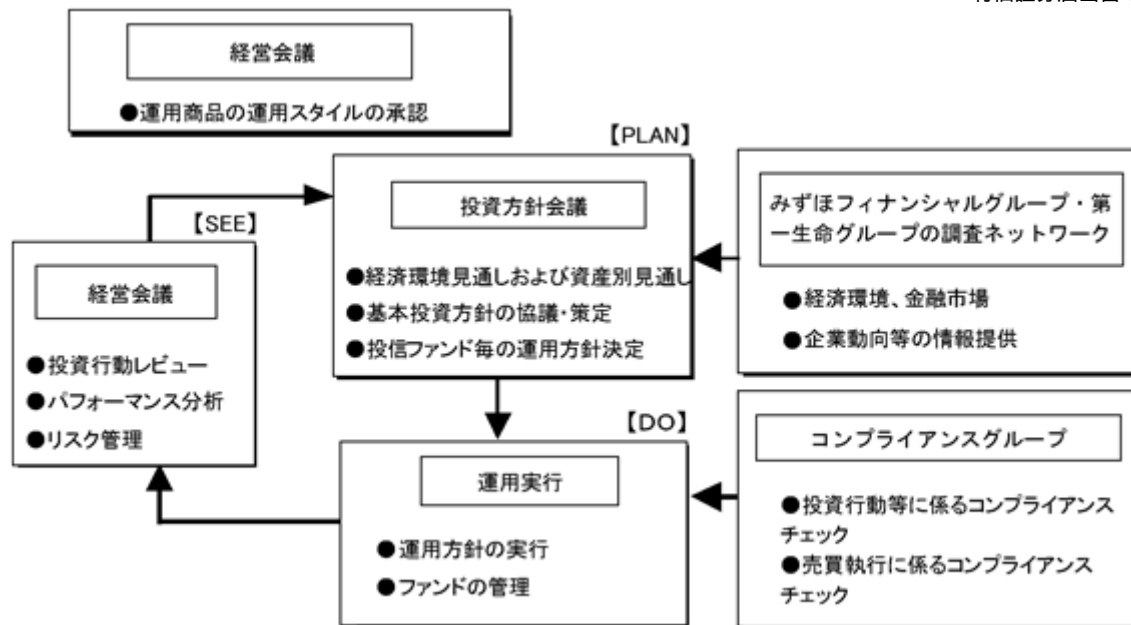 経営会議
●運用商品の運用スタイルの承認
【PLAN】
投資方針会議
●経済環境見通しおよび資産別見通し
●基本投資方針の協議・策定
●投信ファンド毎の運用方針決定
みずほフィナンシャルグループ・第
一生命グループの調査ネットワーク
●経済環境、金融市場
●企業動向等の情報提供
【SEE】
経営会議
●投資行動レビュー
●パフォーマンス分析
●リスク管理
【DO】
運用実行
●運用方針の実行
●ファンドの管理
コンプライアンスグループ
●投資行動等に係るコンプライアンス
チェック
●売買執行に係るコンプライアンス
チェック